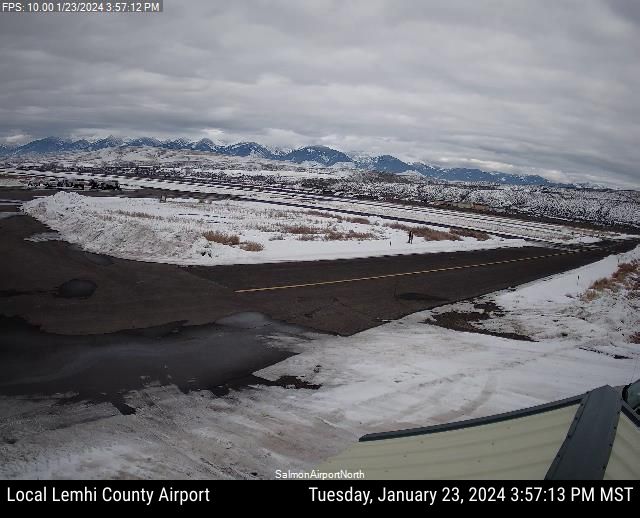 FPS: 10.00 1/23/2024 3:57:12 PM
SalmonAirportNorth
Local Lemhi County Airport Tuesday, January 23, 2024 3:57:13 PM MST